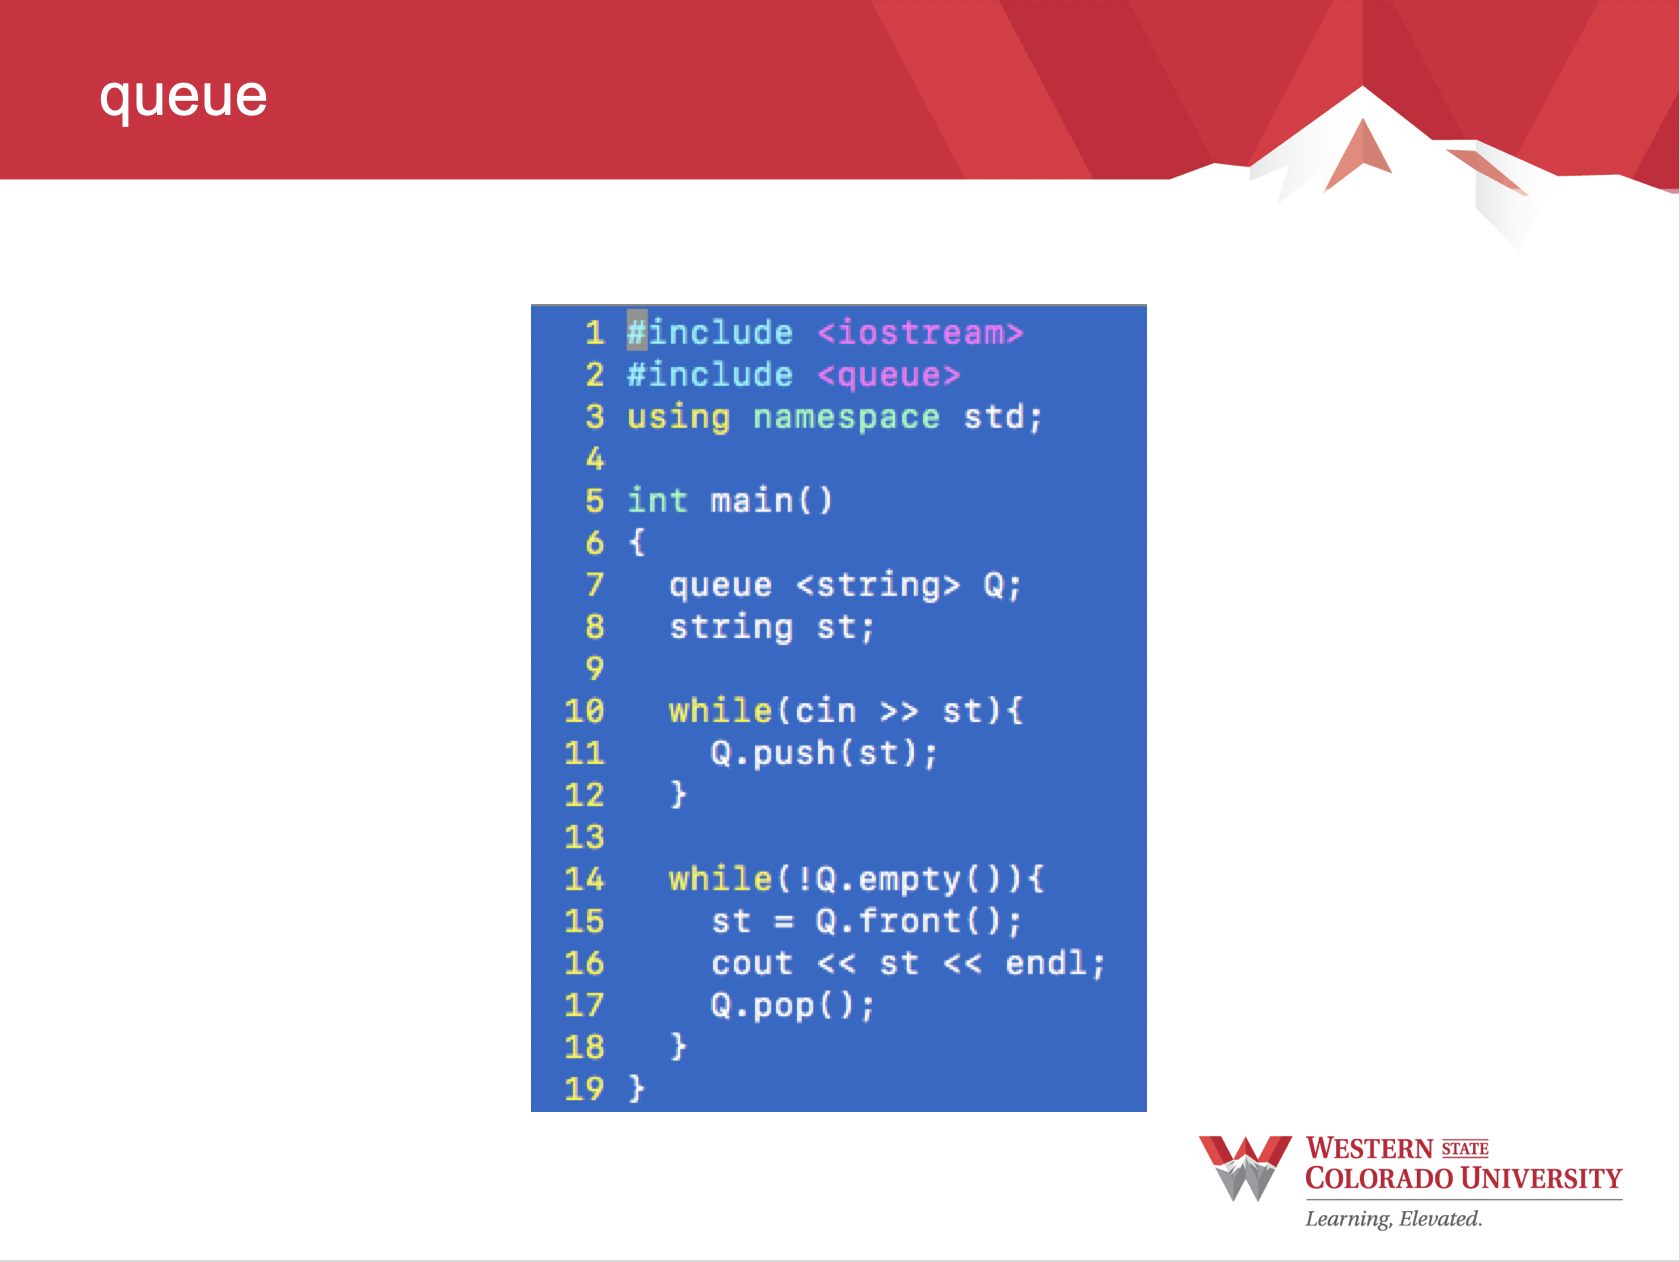 queue
1 #include <iostream>
2 #include <queue>
3 using namespace std;
4
5 int main()
6 {
7   queue <string> Q;
8   string st;
9
10   while(cin >> st){
11     Q.push(st);
12   }
13
14   while(!Q.empty()){
15     st = Q.front();
16     cout << st << endl;
17     Q.pop();
18   }
19 }
WESTERN STATE
COLORADO UNIVERSITY
Learning, Elevated.